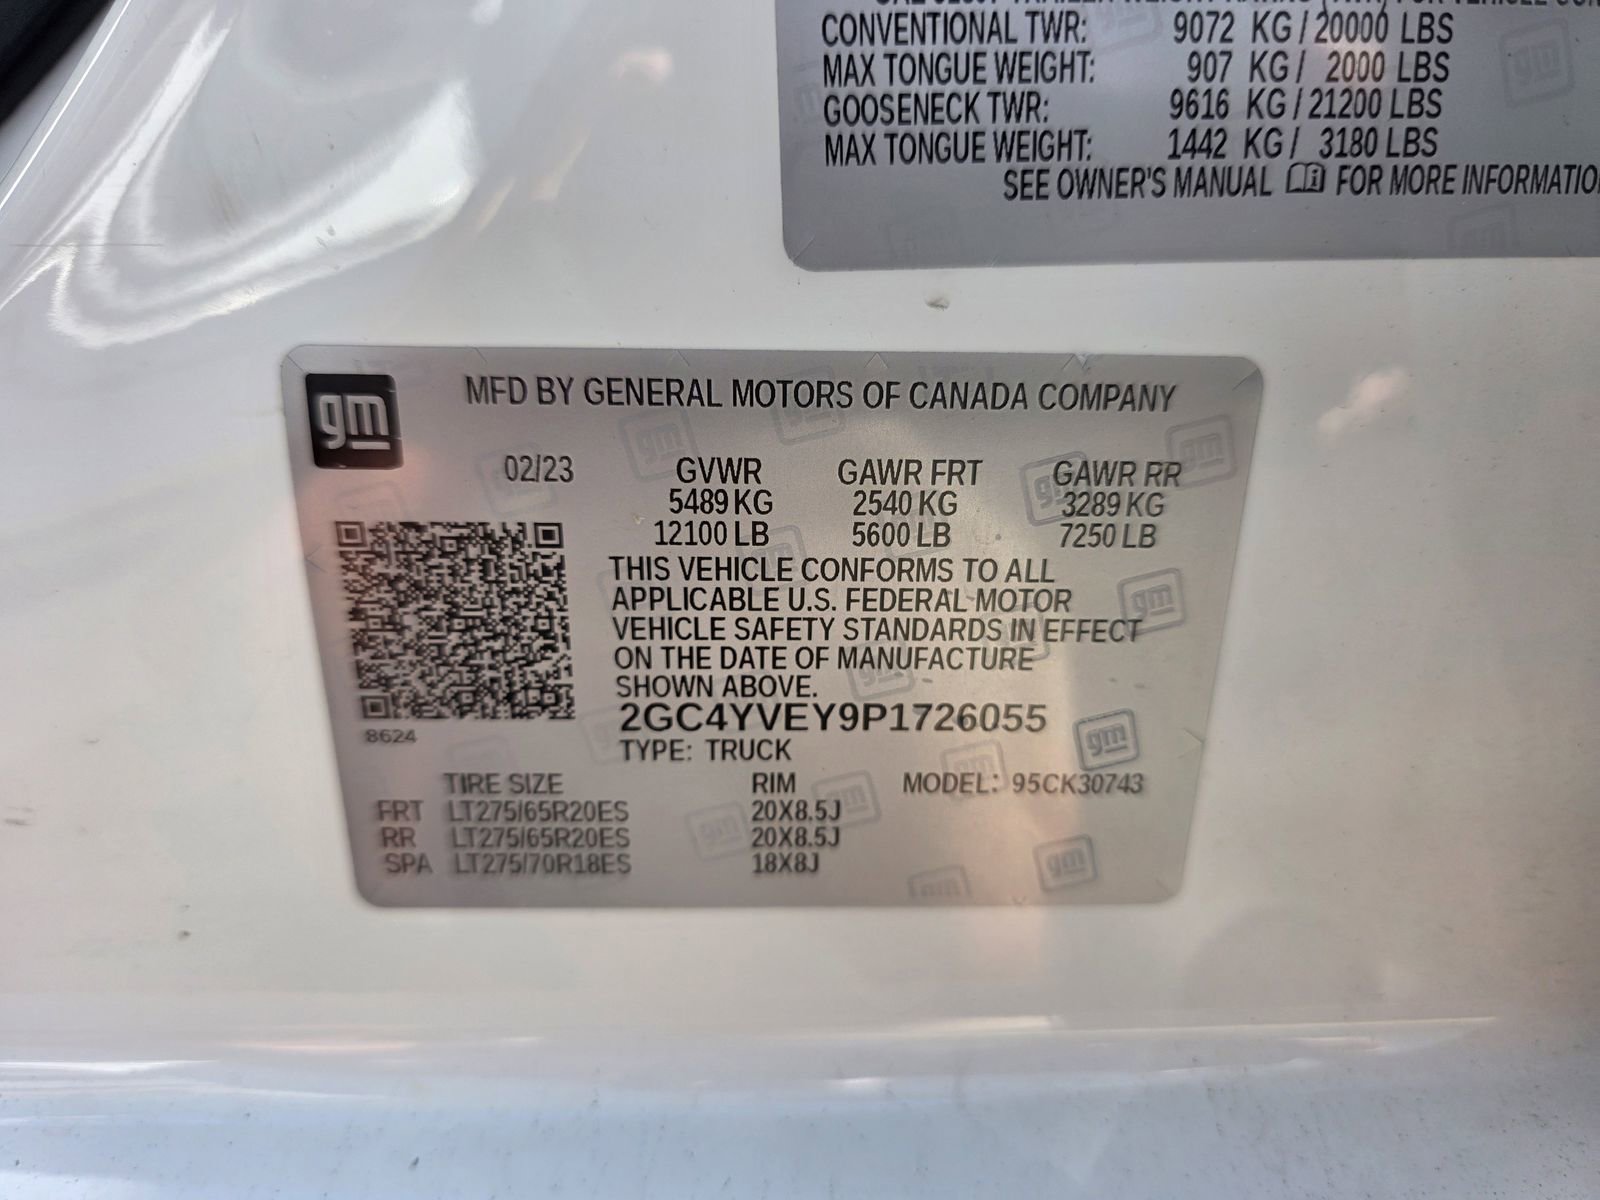 CONVENTIONAL TWR: 9072 KG / 20000 LBS
MAX TONGUE WEIGHT: 907 KG / 2000 LBS
GOOSENECK TWR: 9616 KG / 21200 LBS
MAX TONGUE WEIGHT: 1442 KG / 3180 LBS
SEE OWNER'S MANUAL FOR MORE INFORMATIO
gm
MFD BY GENERAL MOTORS OF CANADA COMPANY
02/23 GVWR GAWR FRT GAWR RR
5489 KG 2540 KG 3289 KG
12100 LB 5600 LB 7250 LB
THIS VEHICLE CONFORMS TO ALL
APPLICABLE U.S. FEDERAL MOTOR
VEHICLE SAFETY STANDARDS IN EFFECT
ON THE DATE OF MANUFACTURE
SHOWN ABOVE.
2GC4YVEY9P1726055
8624
TYPE: TRUCK
TIRE SIZE RIM MODEL: 95CK30743
FRT LT275/65R20ES 20X8.5J
RR LT275/65R20ES 20X8.5J
SPA LT275/70R18ES 18X8J